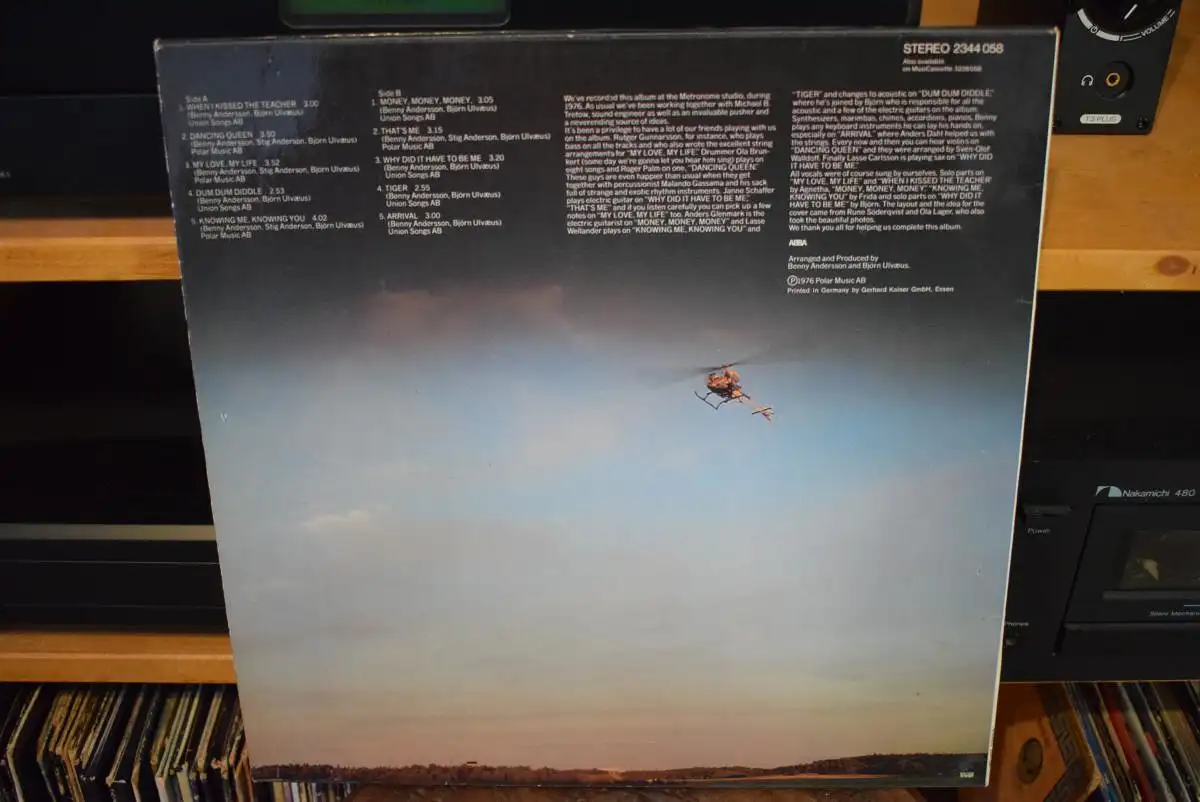 STEREO 2344 058
Also available
on MusiCassette 3238058
Side A
1. WHEN I KISSED THE TEACHER 3.00
(Benny Andersson, Björn Ulvæus)
Union Songs AB
2. DANCING QUEEN 3.50
(Benny Andersson, Stig Anderson, Björn Ulvæus)
Polar Music AB
3. MY LOVE, MY LIFE 3.52
(Benny Andersson, Stig Anderson, Björn Ulvæus)
Polar Music AB
4. DUM DUM DIDDLE 2.53
(Benny Andersson, Björn Ulvæus)
Union Songs AB
5. KNOWING ME, KNOWING YOU 4.02
(Benny Andersson, Stig Anderson, Björn Ulvæus)
Polar Music AB
Side B
1. MONEY, MONEY, MONEY, 3.05
(Benny Andersson, Björn Ulvæus)
Union Songs AB
2. THAT'S ME 3.15
(Benny Andersson, Stig Anderson, Björn Ulvæus)
Union Songs AB
3. WHY DID IT HAVE TO BE ME 3.20
(Benny Andersson, Björn Ulvæus)
Union Songs AB
4. TIGER 2.55
(Benny Andersson, Björn Ulvæus)
Union Songs AB
5. ARRIVAL 3.00
(Benny Andersson, Björn Ulvæus)
Union Songs AB
We've recorded this album at the Metronome studio, during
1976. As usual we've been working together with Michael B.
Tretow, sound engineer as well as an invaluable pusher and
a neverending source of ideas.
It's been a privilege to have a lot of our friends playing with us
on the album. Rutger Gunnarsson, for instance, who plays
bass on all the tracks and who also wrote the excellent string
arrangements for "MY LOVE, MY LIFE". Drummer Ola Brun-
kert (some day we're gonna let you hear him sing) plays on
eight songs and Roger Palm on one, "DANCING QUEEN."
These guys are even happier than usual when they get
together with percussionist Malando Gassama and his sack
full of strange and exotic rhythm instruments. Janne Schaffer
plays electric guitar on "WHY DID IT HAVE TO BE ME,"
"THAT'S ME" and if you listen carefully you can pick up a few
notes on "MY LOVE, MY LIFE" too. Anders Glenmark is the
electric guitarist on "MONEY, MONEY, MONEY" and Lasse
Wellander plays on "KNOWING ME, KNOWING YOU" and
"TIGER" and changes to acoustic on "DUM DUM DIDDLE,"
where he's joined by Björn who is responsible for all the
acoustic and a few of the electric guitars on the album.
Synthesizers, marimbas, chimes, accordions, pianos, Benny
plays any keyboard instruments he can lay his hands on,
especially on "ARRIVAL" where Anders Dahl helped us with
the strings. Every now and then you can hear violins on
"DANCING QUEEN" and they were arranged by Sven-Olof
Walldoff. Finally Lasse Carlsson is playing sax on "WHY DID
IT HAVE TO BE ME."
All vocals were of course sung by ourselves. Solo parts on
"MY LOVE, MY LIFE" and "WHEN I KISSED THE TEACHER"
by Agnetha, "MONEY, MONEY, MONEY," "KNOWING ME,
KNOWING YOU" by Frida and solo parts on "WHY DID IT
HAVE TO BE ME" by Björn. The layout and the idea for the
cover came from Rune Söderqvist and Ola Lager, who also
took the beautiful photos.
We thank you all for helping us complete this album.
ABBA
Arranged and Produced by
Benny Andersson and Björn Ulvæus.
Ⓟ1976 Polar Music AB
Printed in Germany by Gerhard Kaiser GmbH, Essen
VOLUME
T3 PLUS
Nakamichi 480
Power
Phones